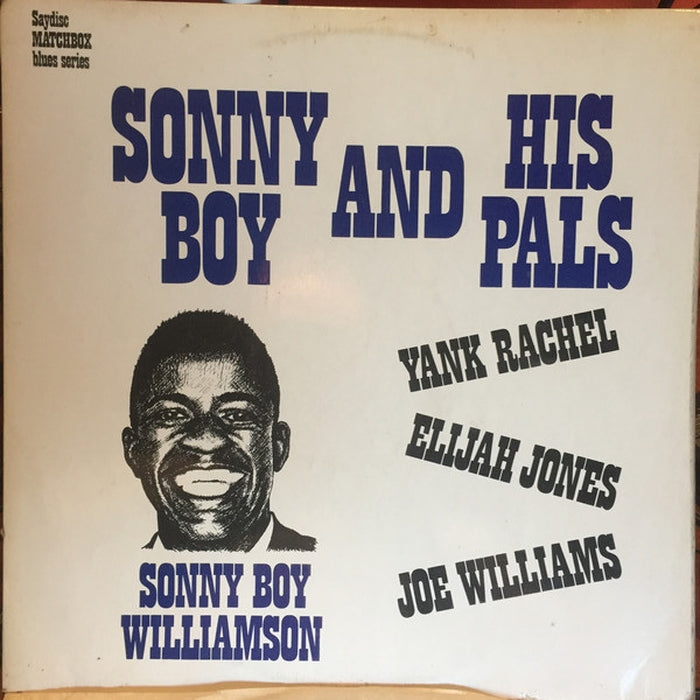 Saydisc
MATCHBOX
blues series
SONNY
BOY
AND
HIS
PALS
YANK RACHEL
ELIJAH JONES
JOE WILLIAMS
SONNY BOY
WILLIAMSON